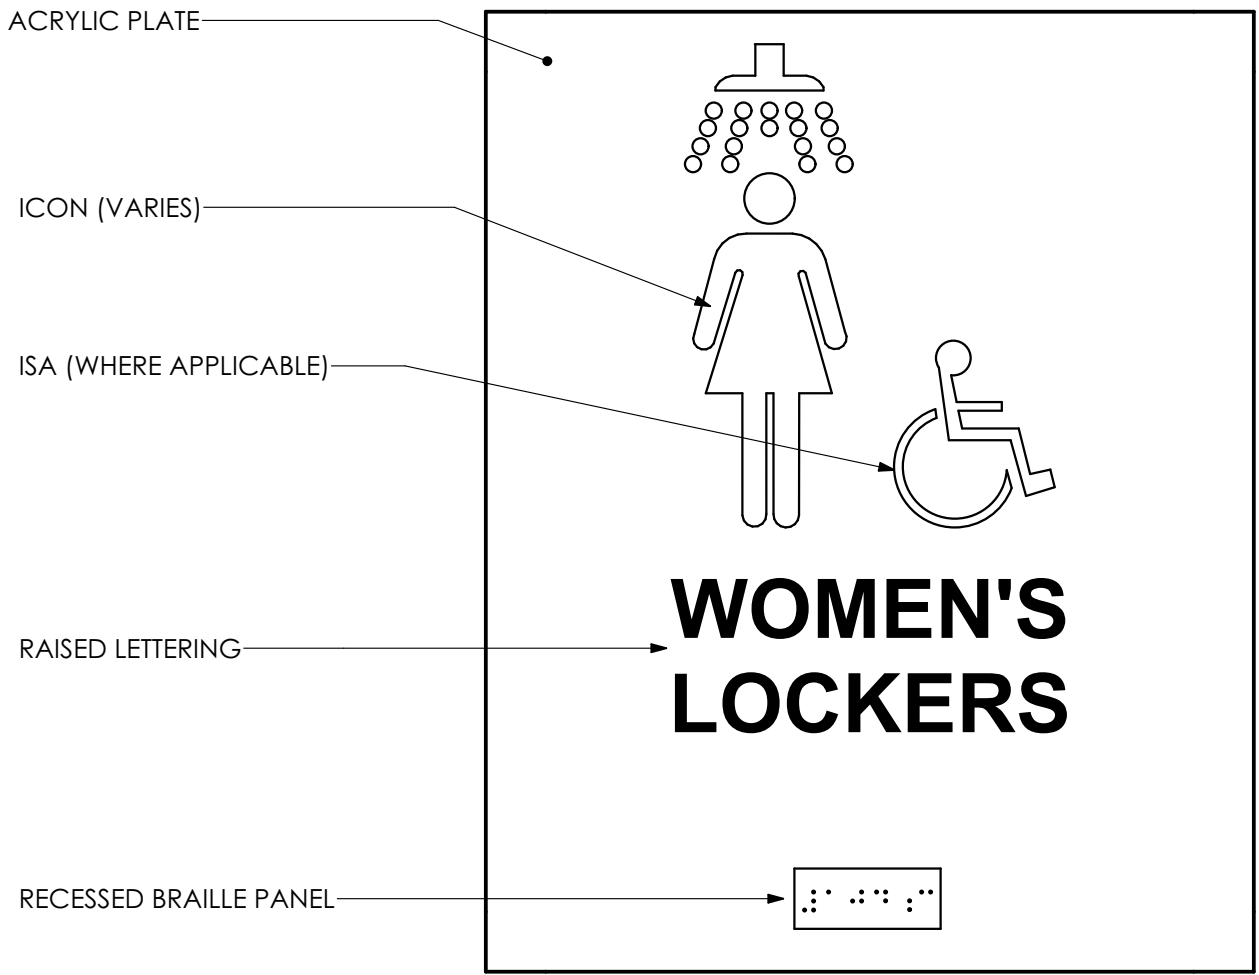 ACRYLIC PLATE
ICON (VARIES)
ISA (WHERE APPLICABLE)
WOMEN'S
RAISED LETTERING
LOCKERS
RECESSED BRAILLE PANEL